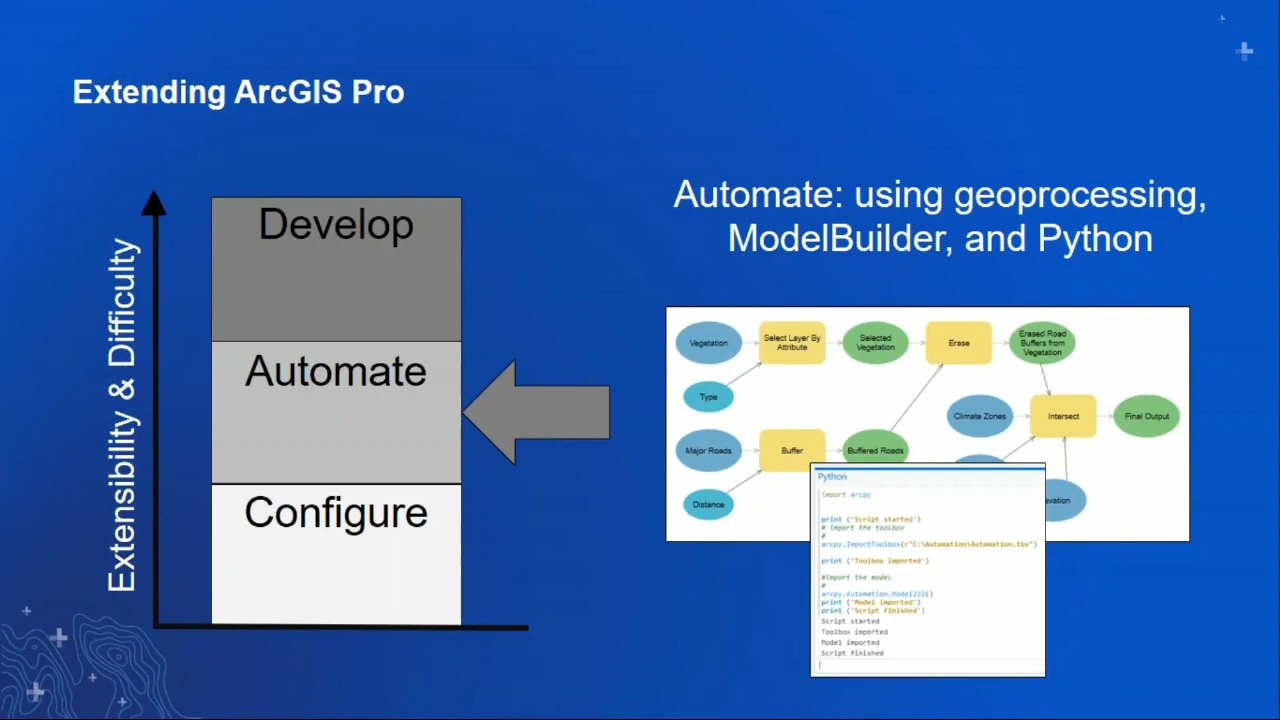 Extending ArcGIS Pro
Extensibility & Difficulty
Develop
Automate
Configure
Automate: using geoprocessing,
ModelBuilder, and Python
Vegetation
Select Layer By
Attribute
Selected
Vegetation
Erase
Erased Road
Buffers from
Vegetation
Type
Climate Zones
Intersect
Final Output
Major Roads
Buffer
Buffered Roads
Distance
evation
Python
import arcpy
print ('Script started')
# import the toolbox
#
arcpy.ImportToolbox(r"C:\Automation\Automation.tbx")
print ('Toolbox imported')
#import the model
#
arcpy.Automation.Model222()
print ('Model imported')
print ('Script finished')
Script started
Toolbox imported
Model imported
Script finished